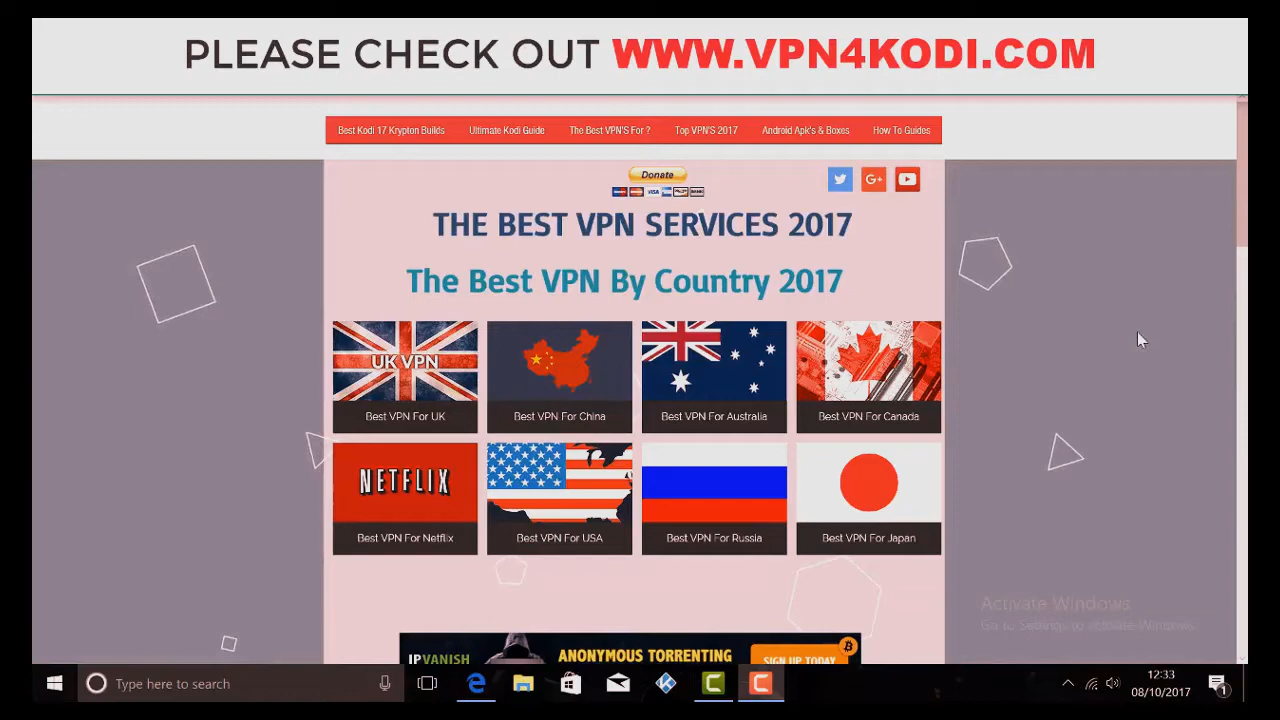 PLEASE CHECK OUT WWW.VPN4KODI.COM
Best Kodi 17 Krypton Builds Ultimate Kodi Guide The Best VPN'S For ? Top VPN'S 2017 Android Apk's & Boxes How To Guides
Donate
VISA
BANK
G+
THE BEST VPN SERVICES 2017
The Best VPN By Country 2017
UK VPN
Best VPN For UK Best VPN For China Best VPN For Australia Best VPN For Canada
NETFLIX
Best VPN For Netflix Best VPN For USA Best VPN For Russia Best VPN For Japan
Activate Windows
Go to Settings to activate Windows.
IPVANISH ANONYMOUS TORRENTING SIGN UP TODAY
Type here to search
12:33
08/10/2017
1